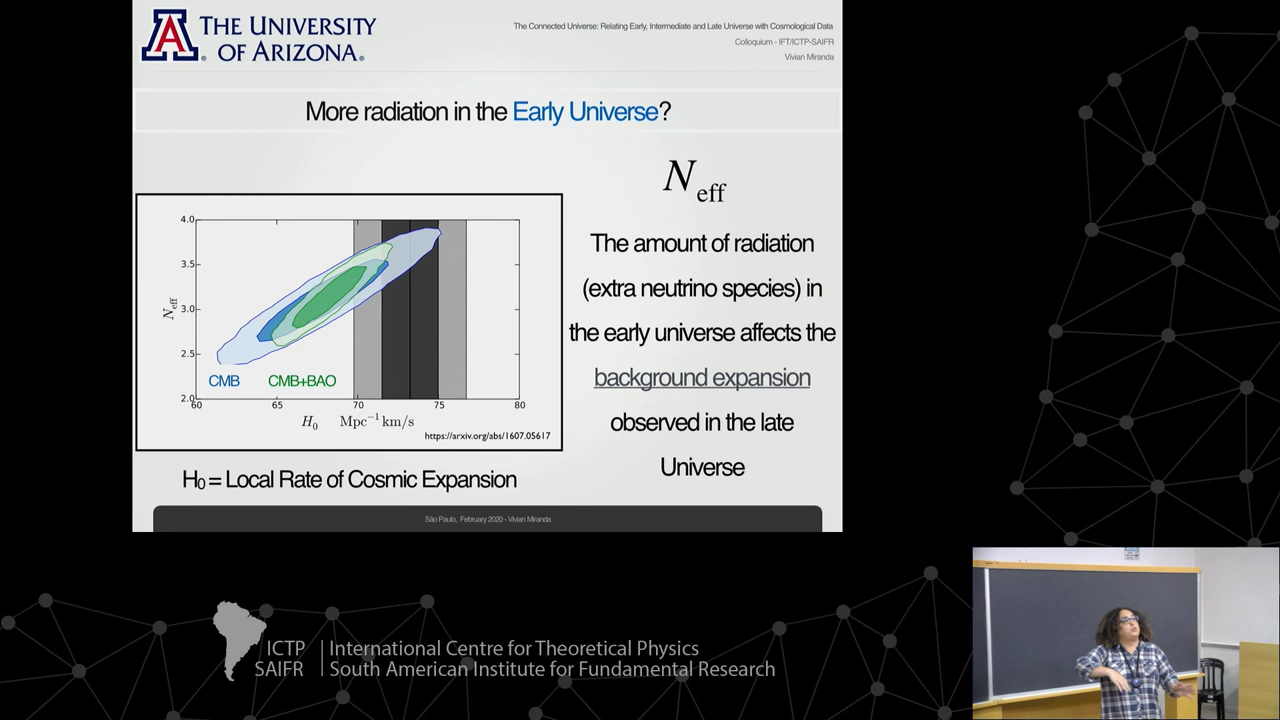 THE UNIVERSITY
OF ARIZONA.
The Connected Universe: Relating Early, Intermediate and Late Universe with Cosmological Data
Colloquium - IFT/ICTP-SAIFR
Vivian Miranda
More radiation in the Early Universe?
N eff
The amount of radiation
(extra neutrino species) in
the early universe affects the
background expansion
observed in the late
Universe
4.0
3.5
3.0
2.5
2.0
N eff
CMB
CMB+BAO
60
65
70
75
80
H₀ Mpc⁻¹ km/s
https://arxiv.org/abs/1607.05617
H₀ = Local Rate of Cosmic Expansion
São Paulo, February 2020 - Vivian Miranda
ICTP | International Centre for Theoretical Physics
SAIFR | South American Institute for Fundamental Research